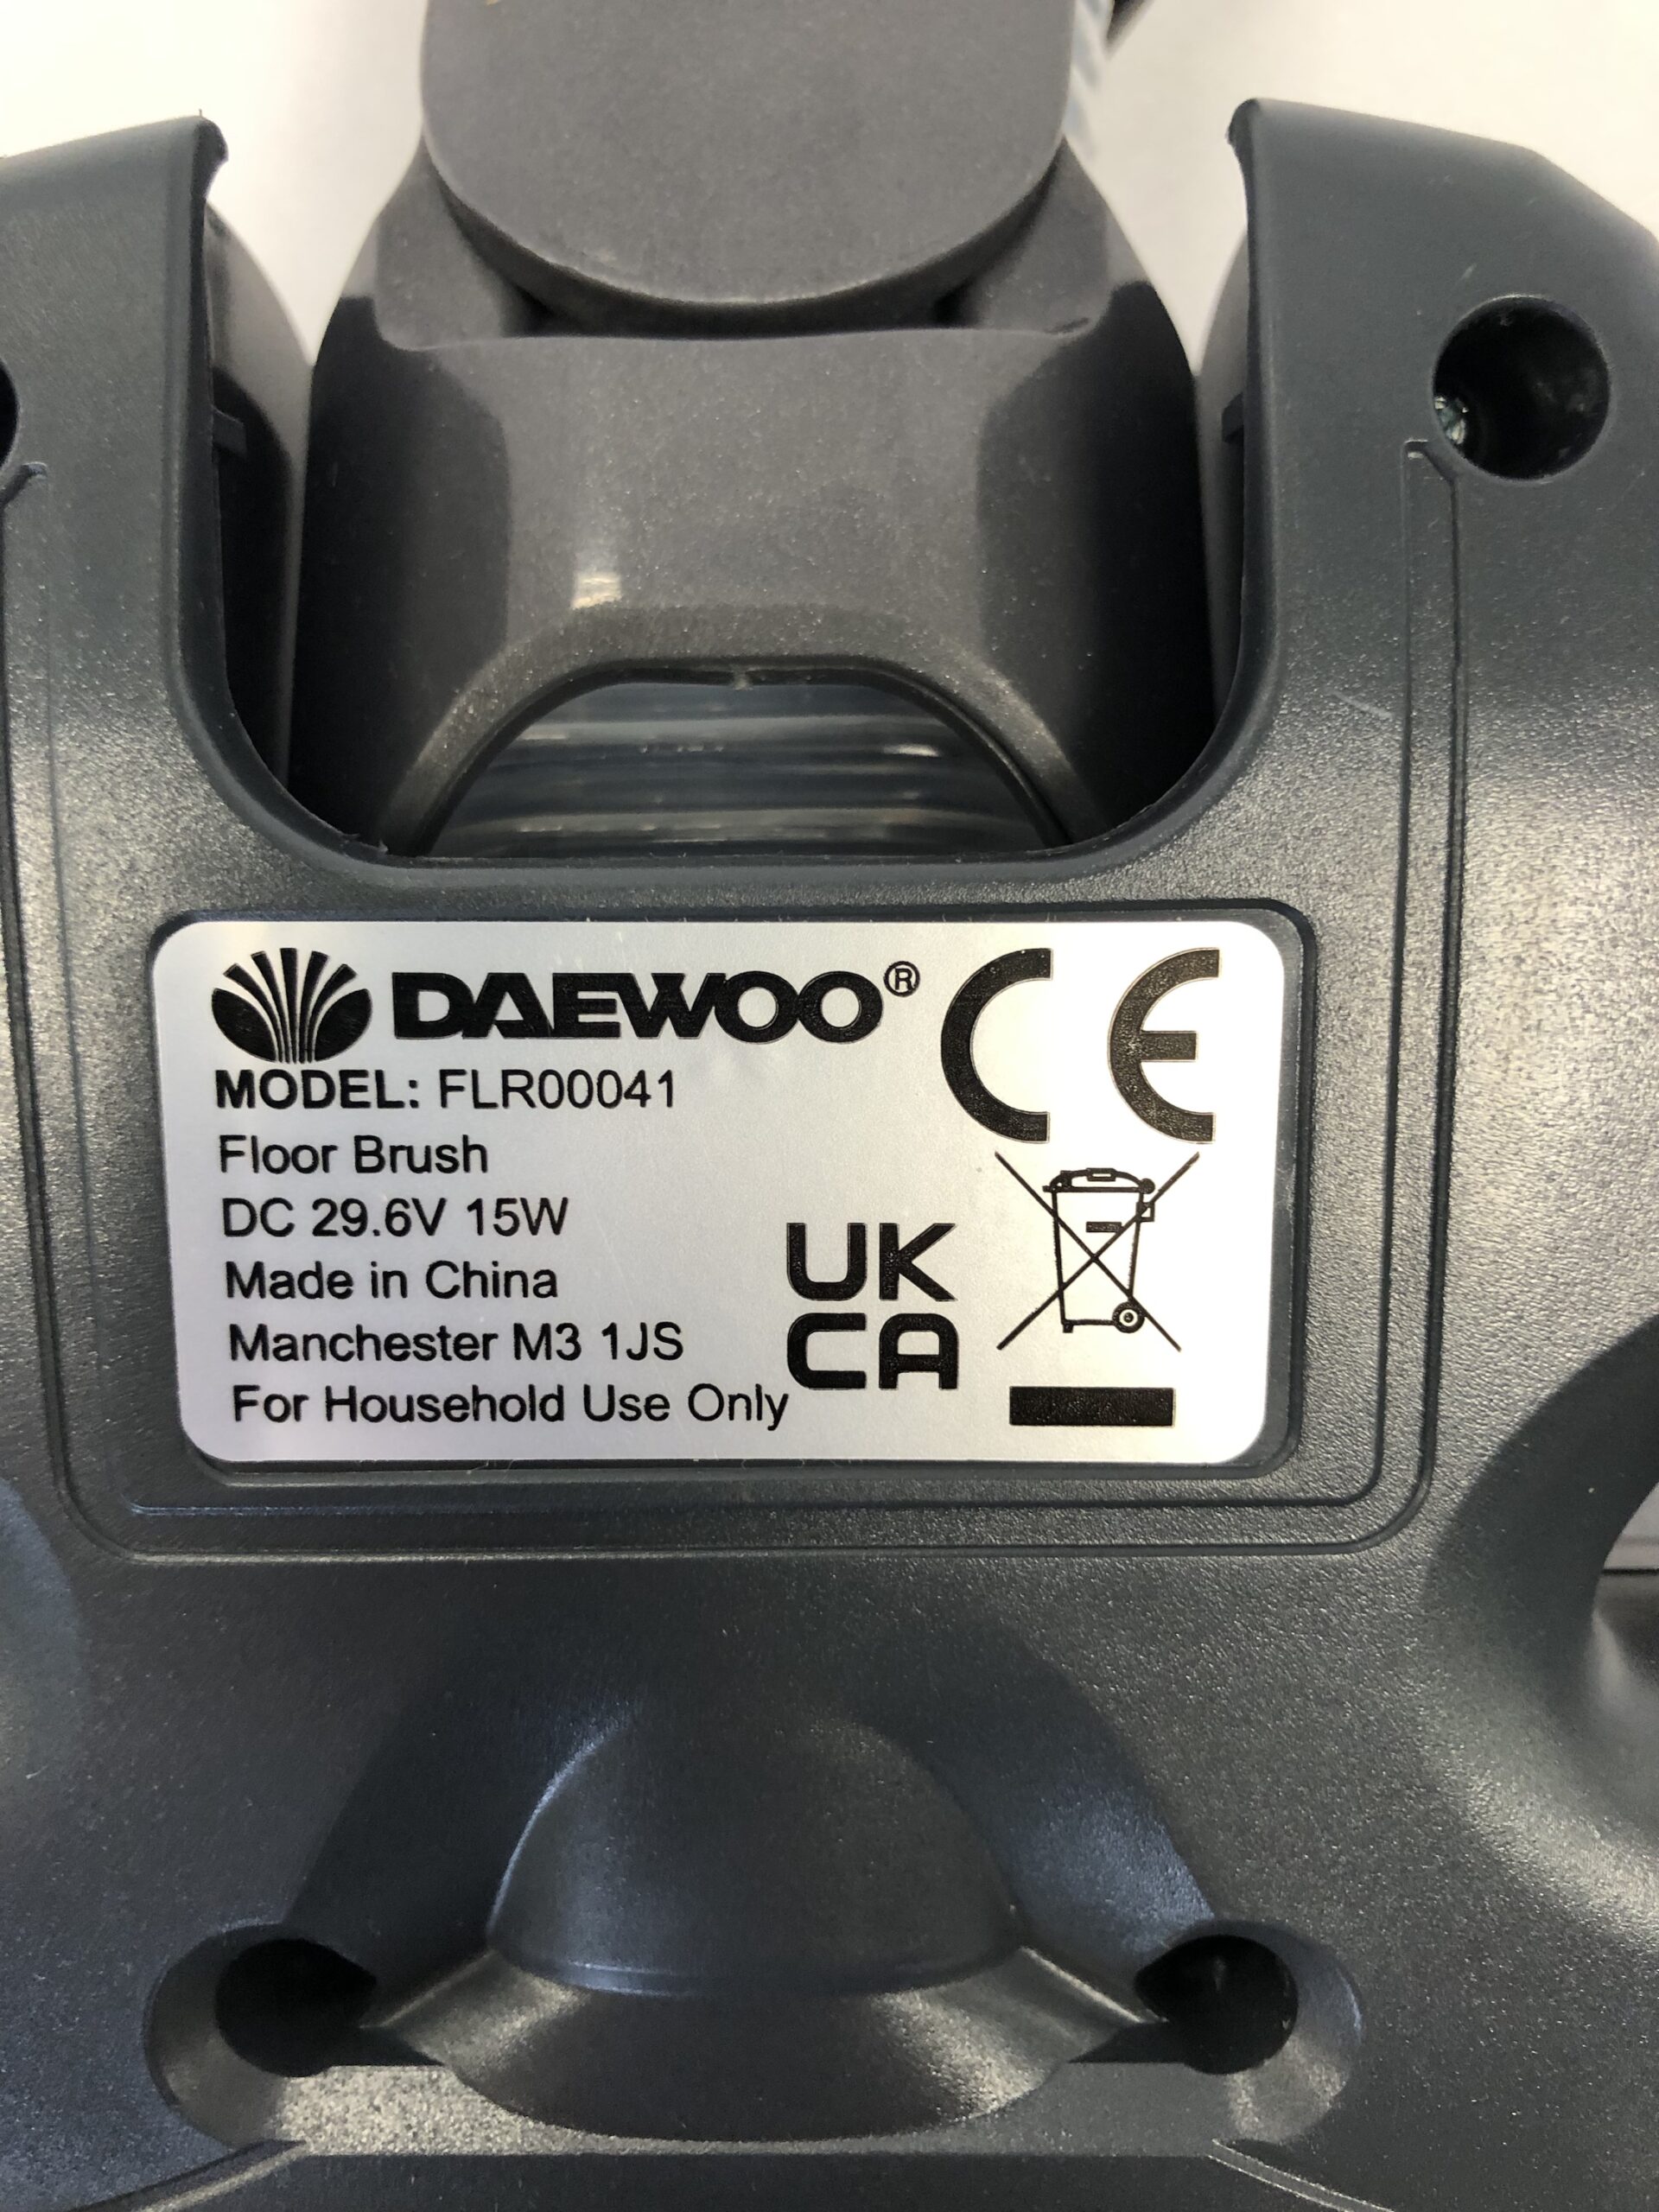 DAEWOO®
CE
MODEL: FLR00041
Floor Brush
DC 29.6V 15W
Made in China
Manchester M3 1JS
For Household Use Only
UK
CA